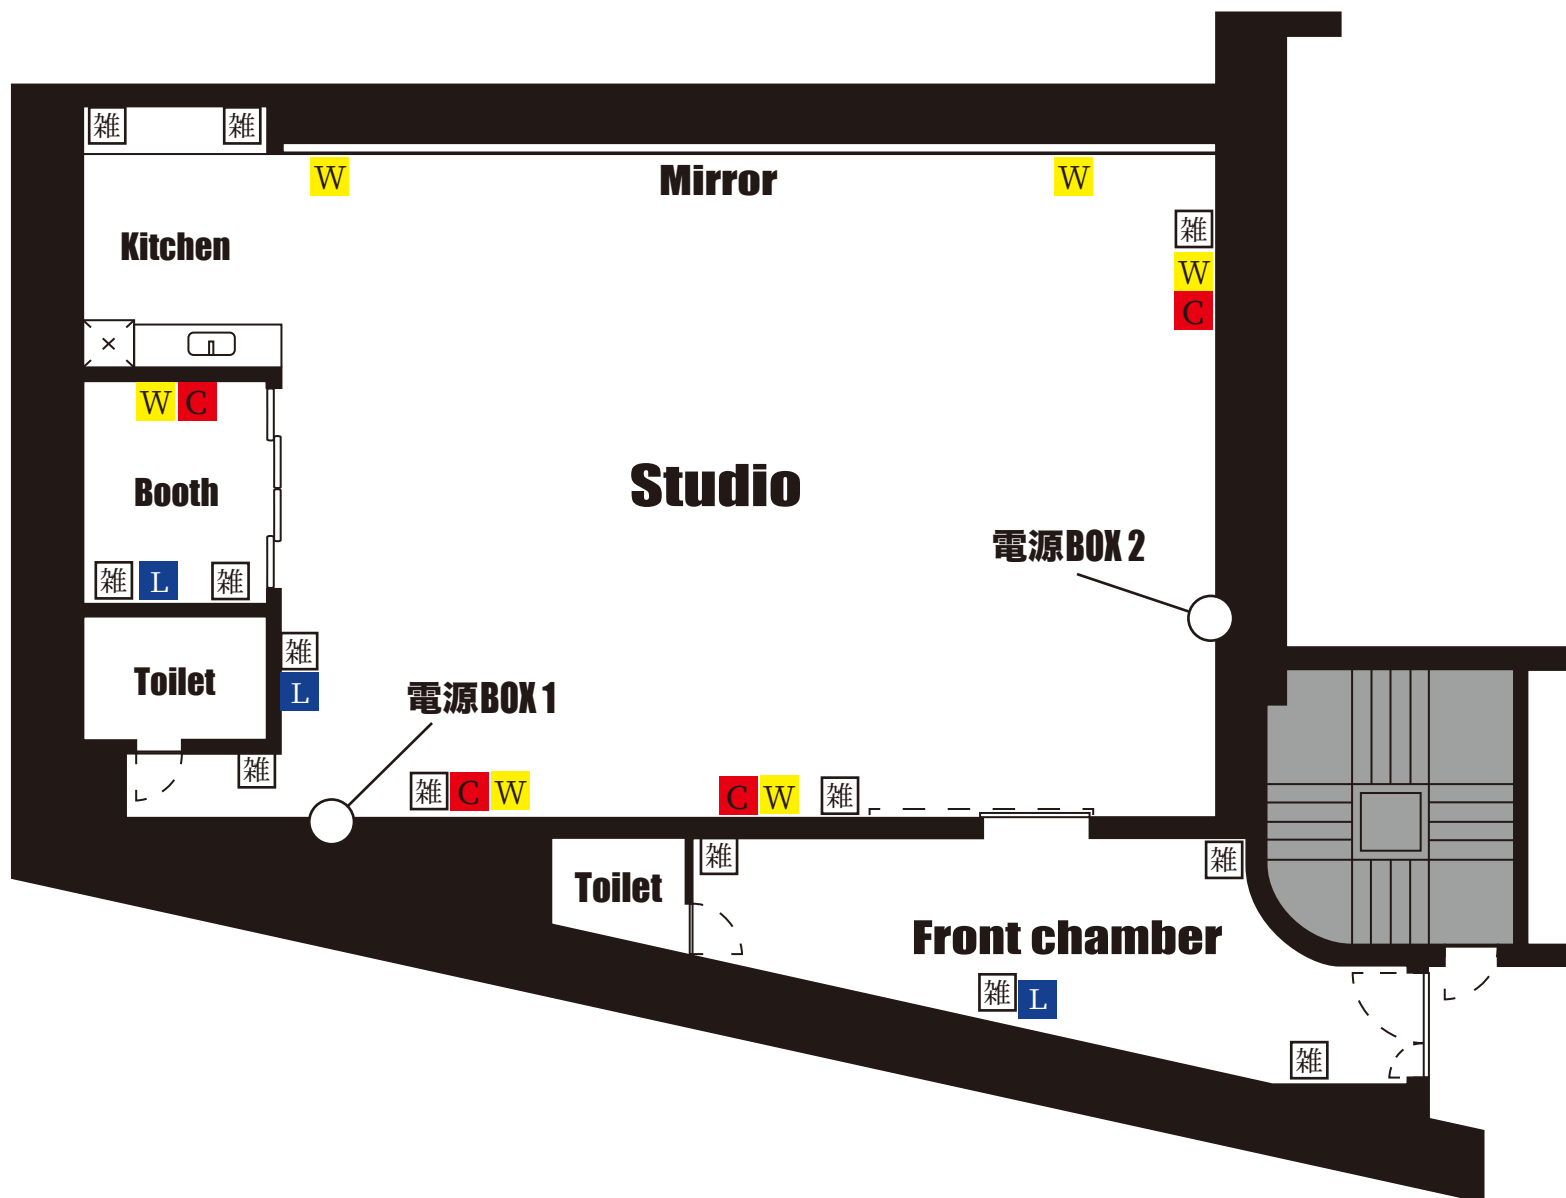 雑 雑
W Mirror W
雑
Kitchen
W
C
W C
Booth
Studio
電源BOX 2
雑 L 雑
雑
Toilet
L
電源BOX 1
雑
雑 C W
C W 雑
雑
雑
Toilet
Front chamber
雑 L
雑